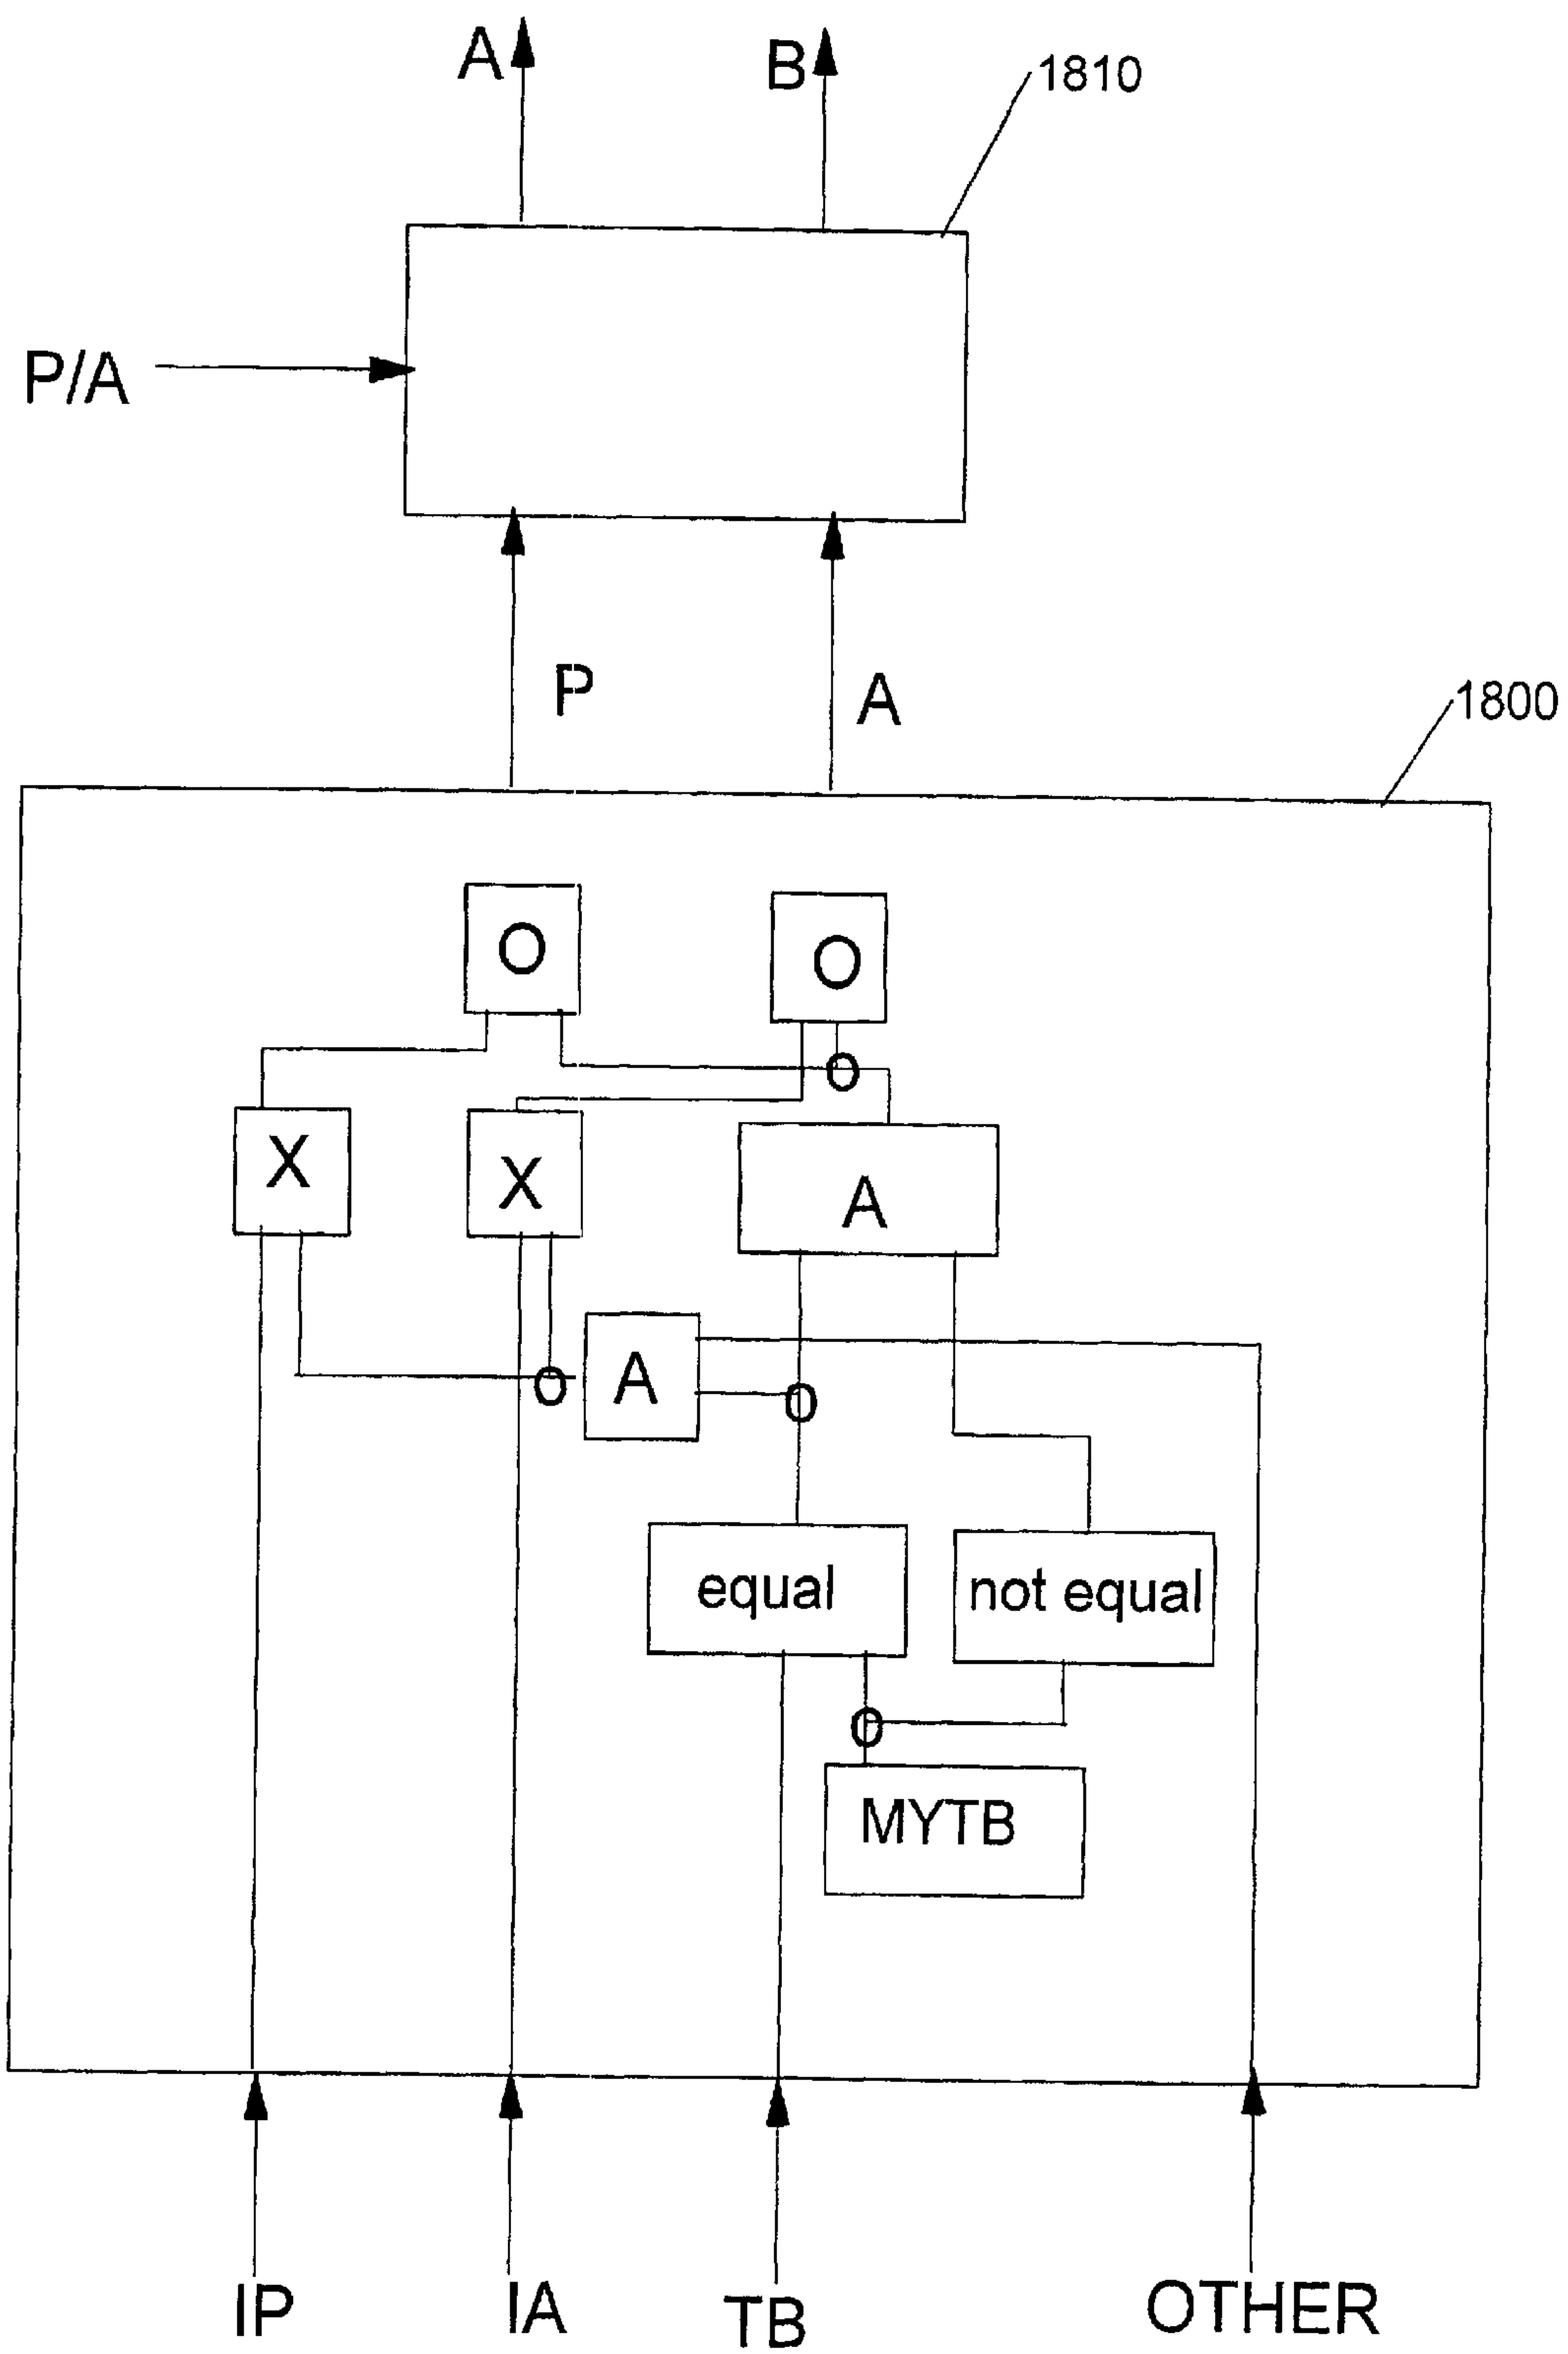 A
B
1810
P/A
P
A
1800
O
O
X
X
A
A
equal
not equal
MYTB
IP
IA
TB
OTHER